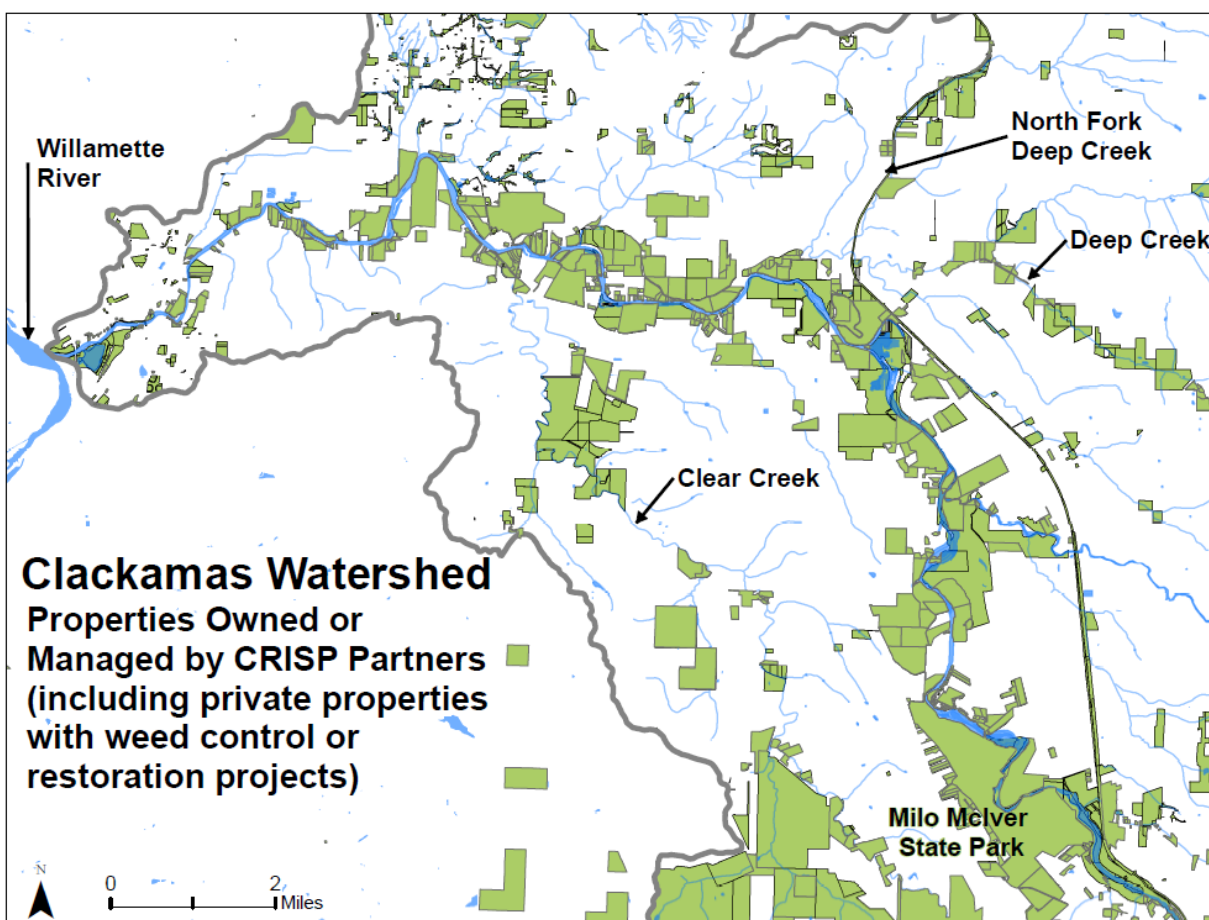 Willamette
River
North Fork
Deep Creek
Deep Creek
Clear Creek
Clackamas Watershed
Properties Owned or
Managed by CRISP Partners
(including private properties
with weed control or
restoration projects)
Milo McIver
State Park
N
0 2
Miles